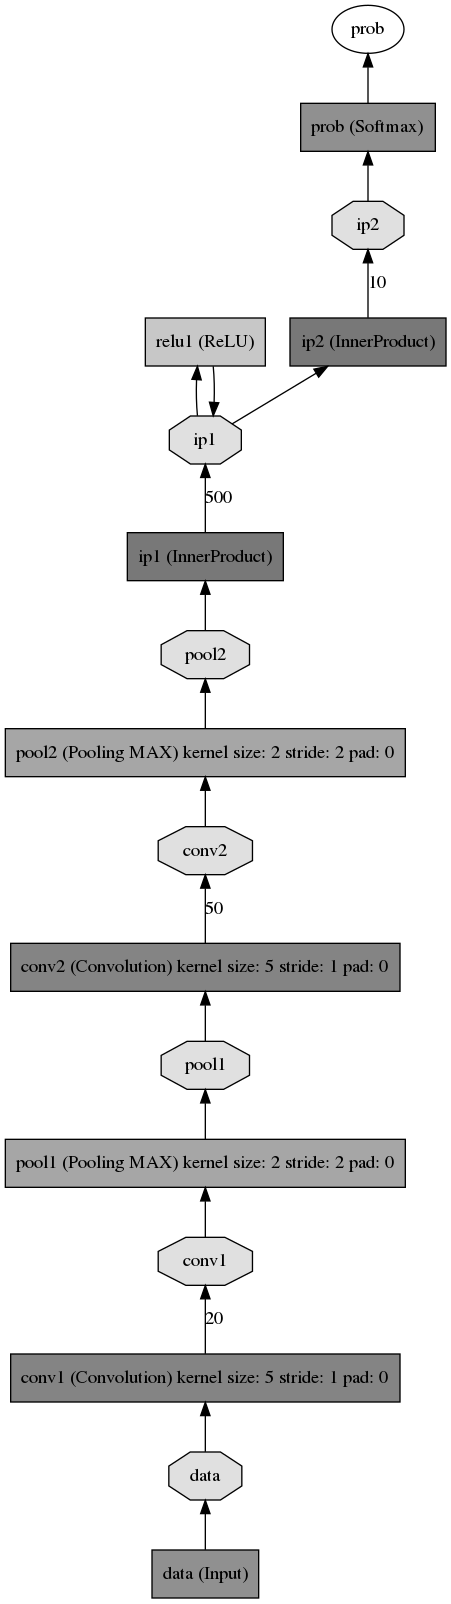 prob
prob (Softmax)
ip2
10
relu1 (ReLU)
ip2 (InnerProduct)
ip1
500
ip1 (InnerProduct)
pool2
pool2 (Pooling MAX) kernel size: 2 stride: 2 pad: 0
conv2
50
conv2 (Convolution) kernel size: 5 stride: 1 pad: 0
pool1
pool1 (Pooling MAX) kernel size: 2 stride: 2 pad: 0
conv1
20
conv1 (Convolution) kernel size: 5 stride: 1 pad: 0
data
data (Input)